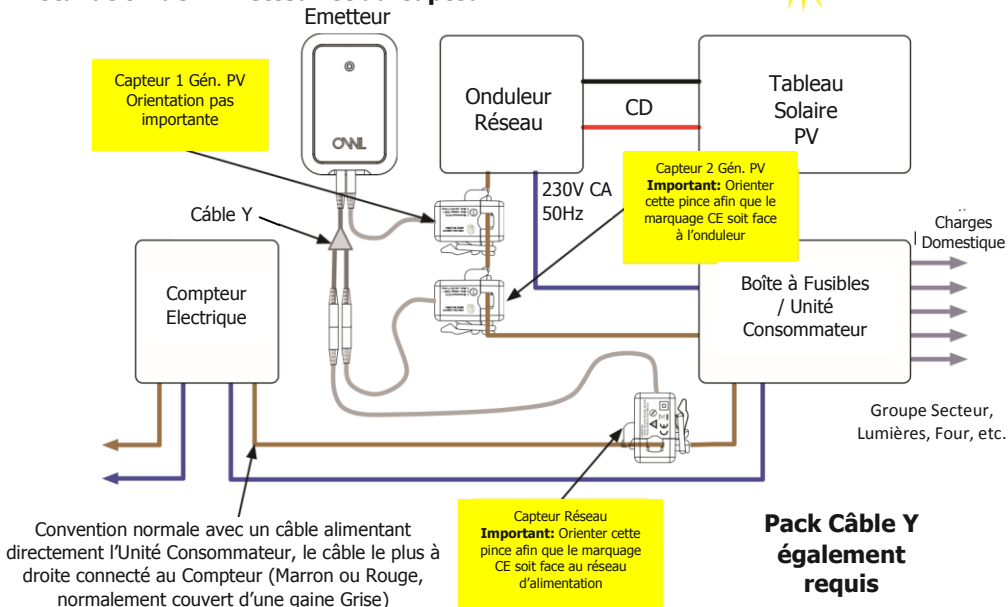 Emetteur
Capteur 1 Gén. PV
Orientation pas
importante
OWL
Onduleur
Réseau
CD
Tableau
Solaire
PV
Capteur 2 Gén. PV
Important: Orienter
cette pince afin que le
marquage CE soit face
à l'onduleur
230V CA
50Hz
Câble Y
Charges
Domestique
Compteur
Electrique
Boîte à Fusibles
/ Unité
Consommateur
Groupe Secteur,
Lumières, Four, etc.
Convention normale avec un câble alimentant
directement l'Unité Consommateur, le câble le plus à
droite connecté au Compteur (Marron ou Rouge,
normalement couvert d'une gaine Grise)
Capteur Réseau
Important: Orienter cette
pince afin que le marquage
CE soit face au réseau
d'alimentation
Pack Câble Y
également
requis